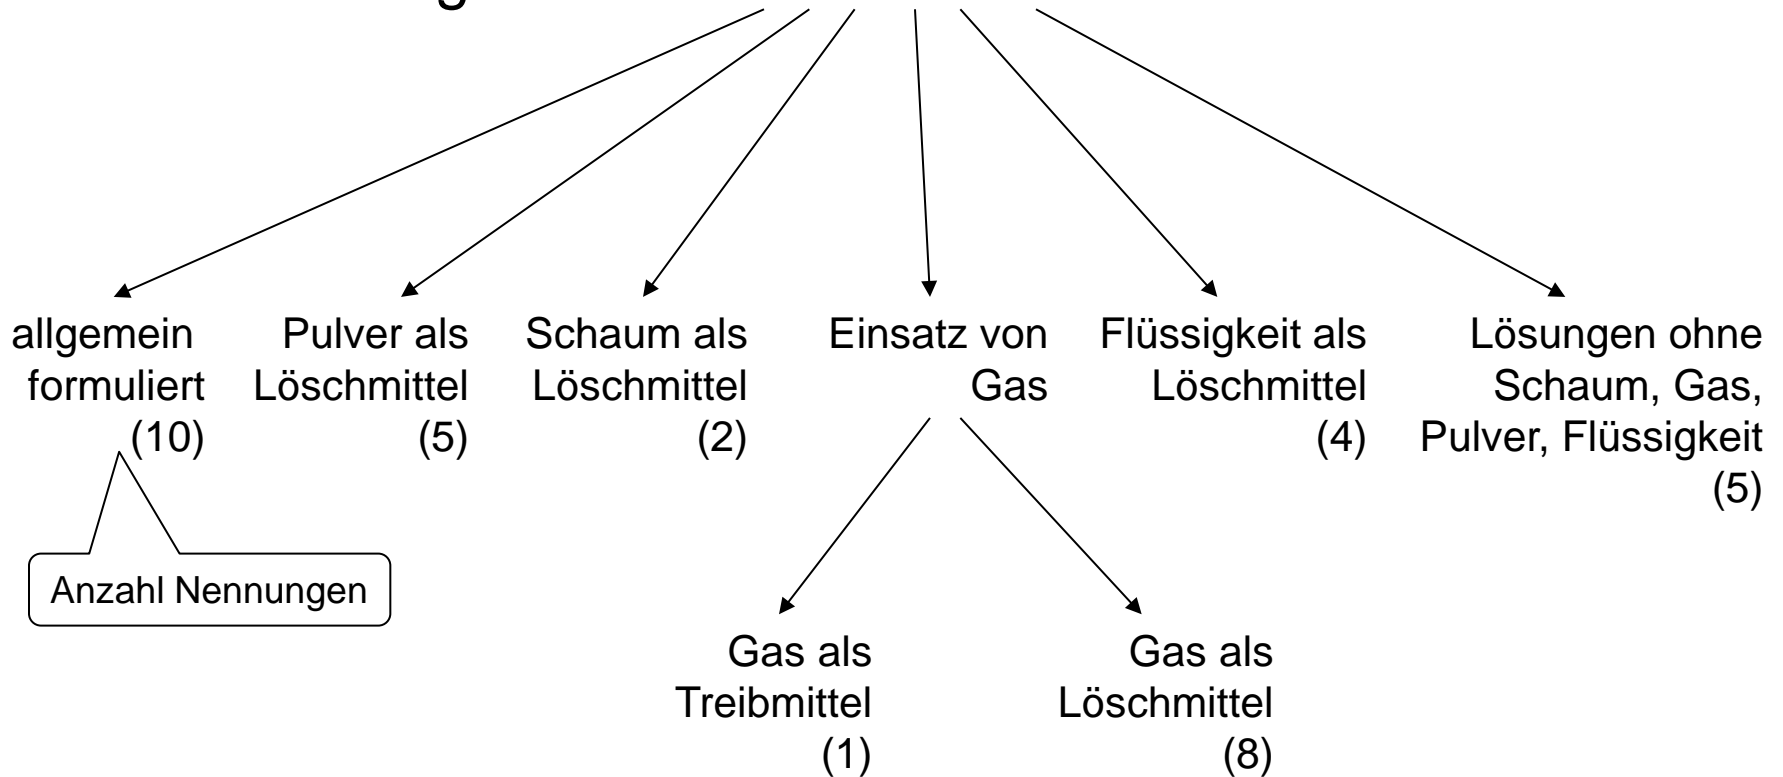 allgemein
formuliert
(10)
Pulver als
Löschmittel
(5)
Schaum als
Löschmittel
(2)
Einsatz von
Gas
Flüssigkeit als
Löschmittel
(4)
Lösungen ohne
Schaum, Gas,
Pulver, Flüssigkeit
(5)
Anzahl Nennungen
Gas als
Treibmittel
(1)
Gas als
Löschmittel
(8)